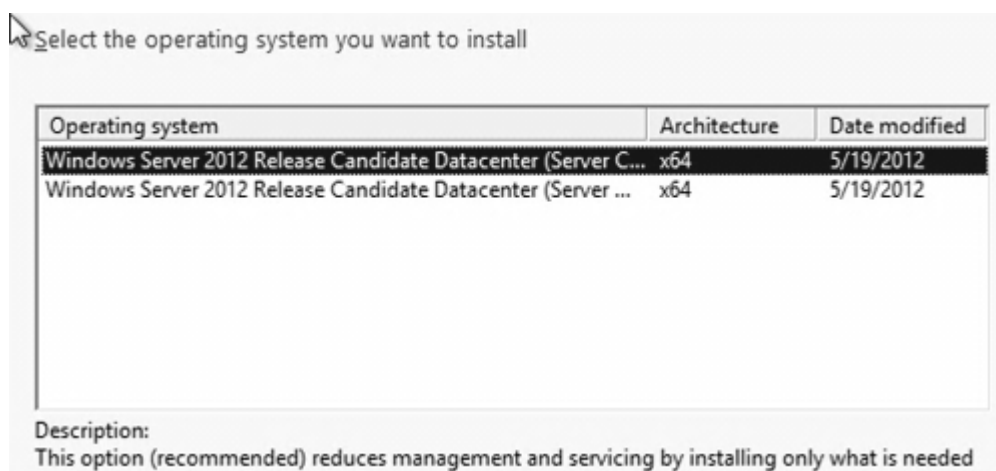 Select the operating system you want to install
Operating system Architecture Date modified
Windows Server 2012 Release Candidate Datacenter (Server C... x64 5/19/2012
Windows Server 2012 Release Candidate Datacenter (Server ... x64 5/19/2012
Description:
This option (recommended) reduces management and servicing by installing only what is needed